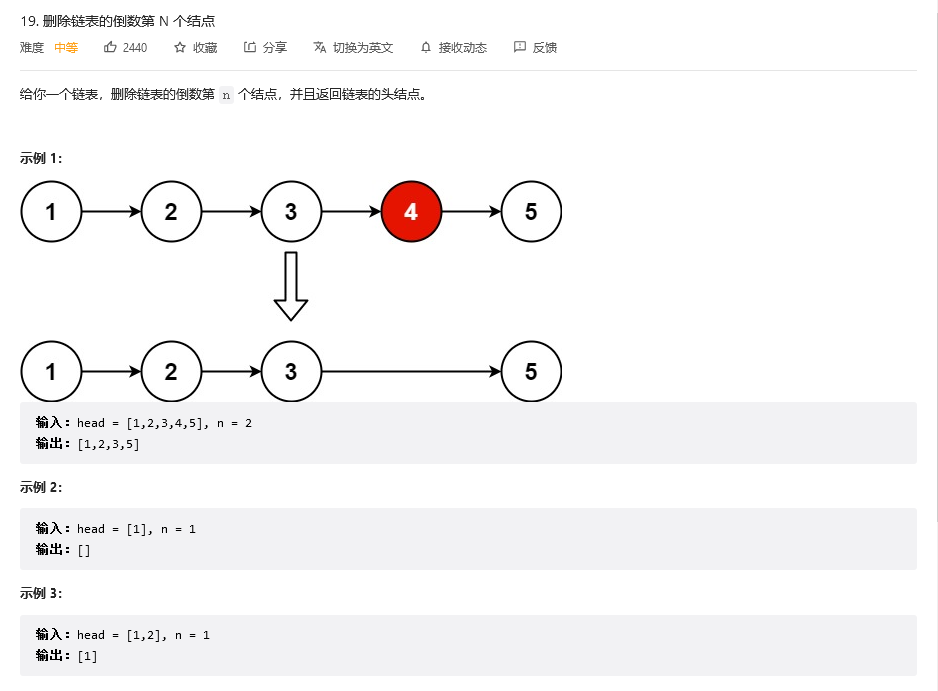 19. 删除链表的倒数第 N 个结点
难度 中等 2440 收藏 分享 切换为英文 接收动态 反馈
给你一个链表，删除链表的倒数第 n 个结点，并且返回链表的头结点。
示例 1：
1 2 3 4 5
1 2 3 5
输入：head = [1,2,3,4,5], n = 2
输出：[1,2,3,5]
示例 2：
输入：head = [1], n = 1
输出：[]
示例 3：
输入：head = [1,2], n = 1
输出：[1]